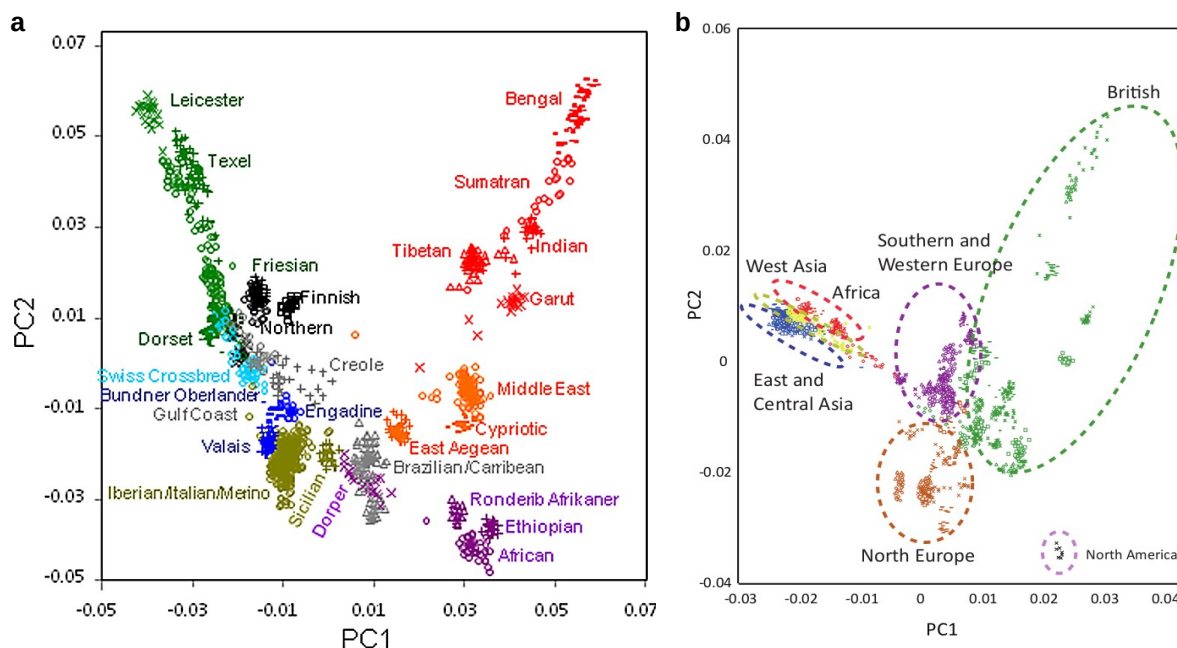 a
0.07
0.05
0.03
0.01
-0.01
-0.03
-0.05
PC2
-0.05
-0.03
-0.01
0.01
0.03
0.05
0.07
PC1
Leicester
Texel
Friesian
Finnish
Northern
Dorset
Swiss Crossbred
Creole
Bundner Oberlander
Gulf Coast
Engadine
Valais
Iberian/Italian/Merino
Sicilian
Dorper
Brazilian/Carribean
East Aegean
Cypriotic
Middle East
Ronderib Afrikaner
Ethiopian
African
Bengal
Sumatran
Indian
Tibetan
Garut
b
0.06
0.04
0.02
0
-0.02
-0.04
PC2
-0.03
-0.02
-0.01
0
0.01
0.02
0.03
0.04
PC1
British
Southern and
Western Europe
West Asia
Africa
East and
Central Asia
North Europe
North America